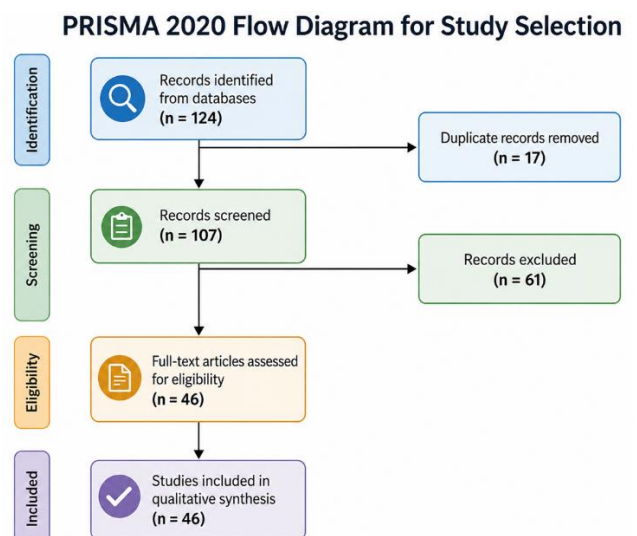 PRISMA 2020 Flow Diagram for Study Selection
Identification
Records identified
from databases
(n = 124)
Duplicate records removed
(n = 17)
Screening
Records screened
(n = 107)
Records excluded
(n = 61)
Eligibility
Full-text articles assessed
for eligibility
(n = 46)
Included
Studies included in
qualitative synthesis
(n = 46)